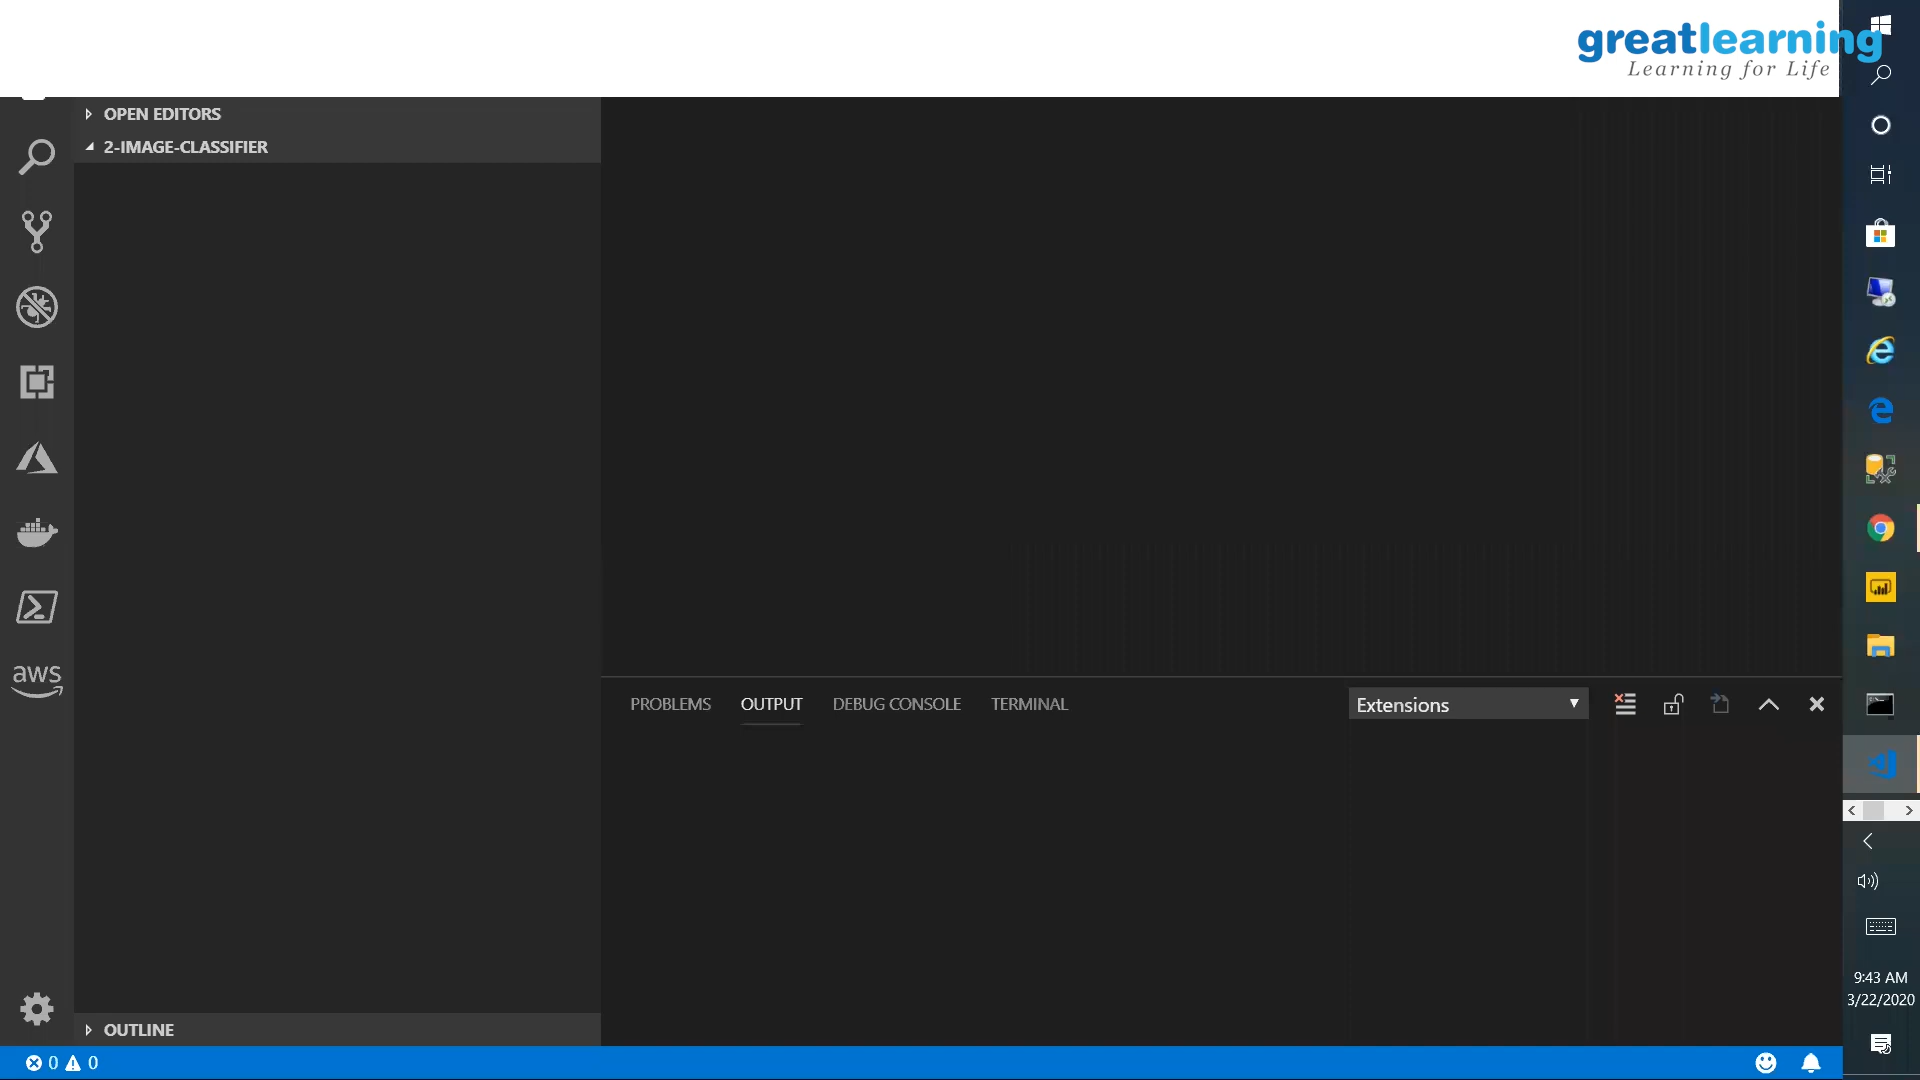 greatlearning
Learning for Life
OPEN EDITORS
2-IMAGE-CLASSIFIER
aws
PROBLEMS OUTPUT DEBUG CONSOLE TERMINAL Extensions
OUTLINE
0 0
9:43 AM
3/22/2020